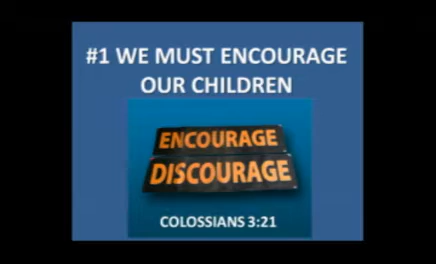 #1 WE MUST ENCOURAGE
OUR CHILDREN
ENCOURAGE
DISCOURAGE
COLOSSIANS 3:21